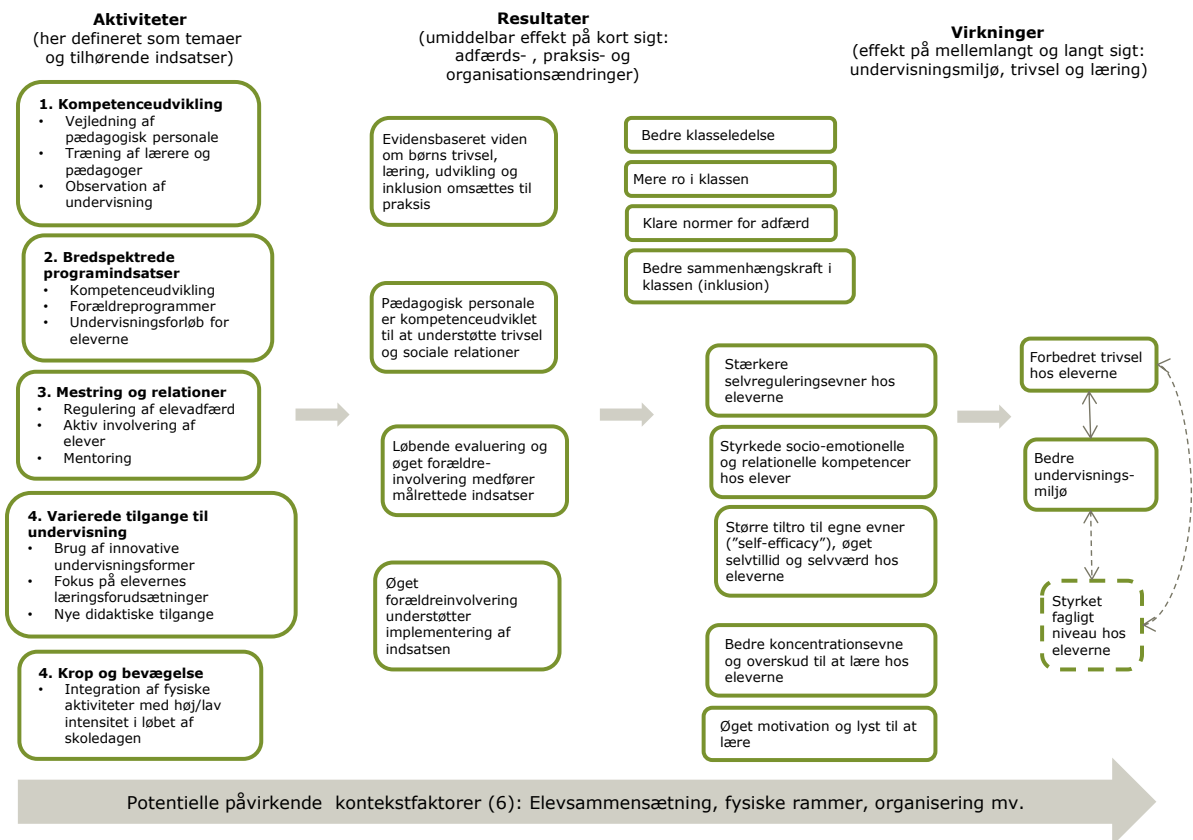 Aktiviteter
(her defineret som temaer
og tilhørende indsatser)
Resultater
(umiddelbar effekt på kort sigt:
adfærds- , praksis- og
organisationsændringer)
Virkninger
(effekt på mellemlangt og langt sigt:
undervisningsmiljø, trivsel og læring)
1. Kompetenceudvikling
• Vejledning af
pædagogisk personale
• Træning af lærere og
pædagoger
• Observation af
undervisning
2. Bredspektrede
programindsatser
• Kompetenceudvikling
• Forældreprogrammer
• Undervisningsforløb for
eleverne
3. Mestring og relationer
• Regulering af elevadfærd
• Aktiv involvering af
elever
• Mentoring
4. Varierede tilgange til
undervisning
• Brug af innovative
undervisningsformer
• Fokus på elevernes
læringsforudsætninger
• Nye didaktiske tilgange
4. Krop og bevægelse
• Integration af fysiske
aktiviteter med høj/lav
intensitet i løbet af
skoledagen
Evidensbaseret viden
om børns trivsel,
læring, udvikling og
inklusion omsættes til
praksis
Pædagogisk personale
er kompetenceudviklet
til at understøtte trivsel
og sociale relationer
Løbende evaluering og
øget forældre-
involvering medfører
målrettede indsatser
Øget
forældreinvolvering
understøtter
implementering af
indsatsen
Bedre klasseledelse
Mere ro i klassen
Klare normer for adfærd
Bedre sammenhængskraft i
klassen (inklusion)
Stærkere
selvreguleringsevner hos
eleverne
Styrkede socio-emotionelle
og relationelle kompetencer
hos elever
Større tiltro til egne evner
(”self-efficacy”), øget
selvtillid og selvværd hos
eleverne
Bedre koncentrationsevne
og overskud til at lære hos
eleverne
Øget motivation og lyst til at
lære
Forbedret trivsel
hos eleverne
Bedre
undervisnings-
miljø
Styrket
fagligt
niveau hos
eleverne
Potentielle påvirkende kontekstfaktorer (6): Elevsammensætning, fysiske rammer, organisering mv.